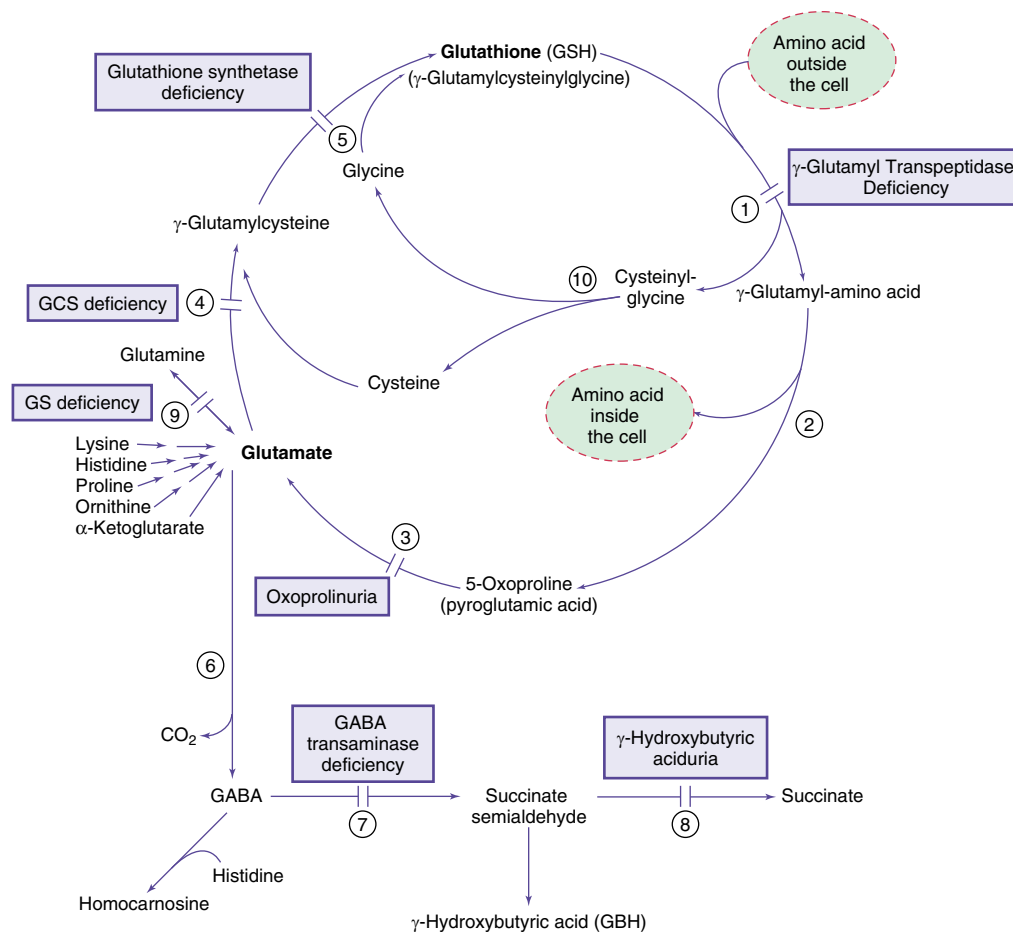 Glutathione synthetase
deficiency
Glutathione (GSH)
(γ-Glutamylcysteinylglycine)
Amino acid
outside
the cell
5
Glycine
γ-Glutamyl Transpeptidase
Deficiency
1
γ-Glutamylcysteine
10
Cysteinyl-
glycine
γ-Glutamyl-amino acid
GCS deficiency
4
Glutamine
Cysteine
GS deficiency
9
Amino acid
inside
the cell
2
Lysine
Histidine
Proline
Ornithine
α-Ketoglutarate
Glutamate
3
Oxoprolinuria
5-Oxoproline
(pyroglutamic acid)
6
CO2
GABA
transaminase
deficiency
γ-Hydroxybutyric
aciduria
GABA
7
Succinate
semialdehyde
8
Succinate
Histidine
Homocarnosine
γ-Hydroxybutyric acid (GBH)